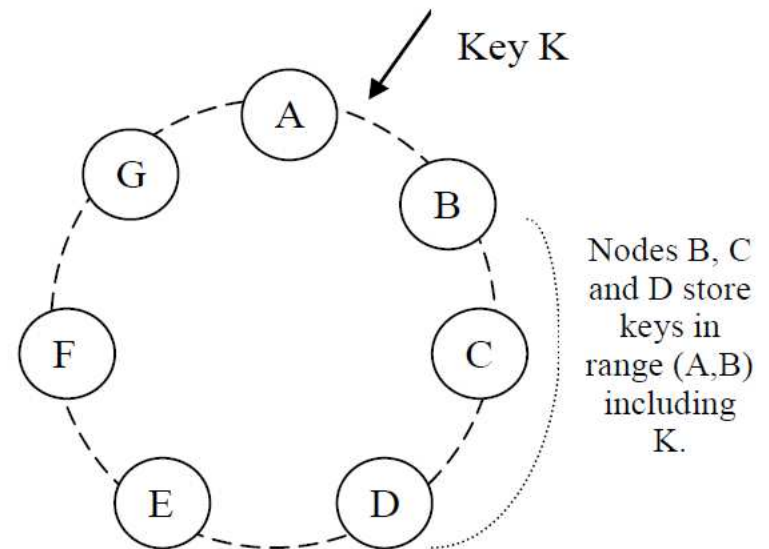 Key K
A
B
G
Nodes B, C
and D store
keys in
range (A,B)
including
K.
F
C
E
D